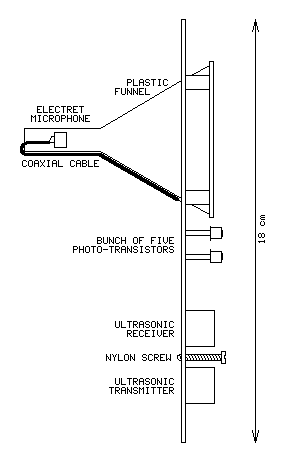 PLASTIC
FUNNEL
ELECTRET
MICROPHONE
COAXIAL CABLE
BUNCH OF FIVE
PHOTO-TRANSISTORS
18 cm
ULTRASONIC
RECEIVER
NYLON SCREW
ULTRASONIC
TRANSMITTER